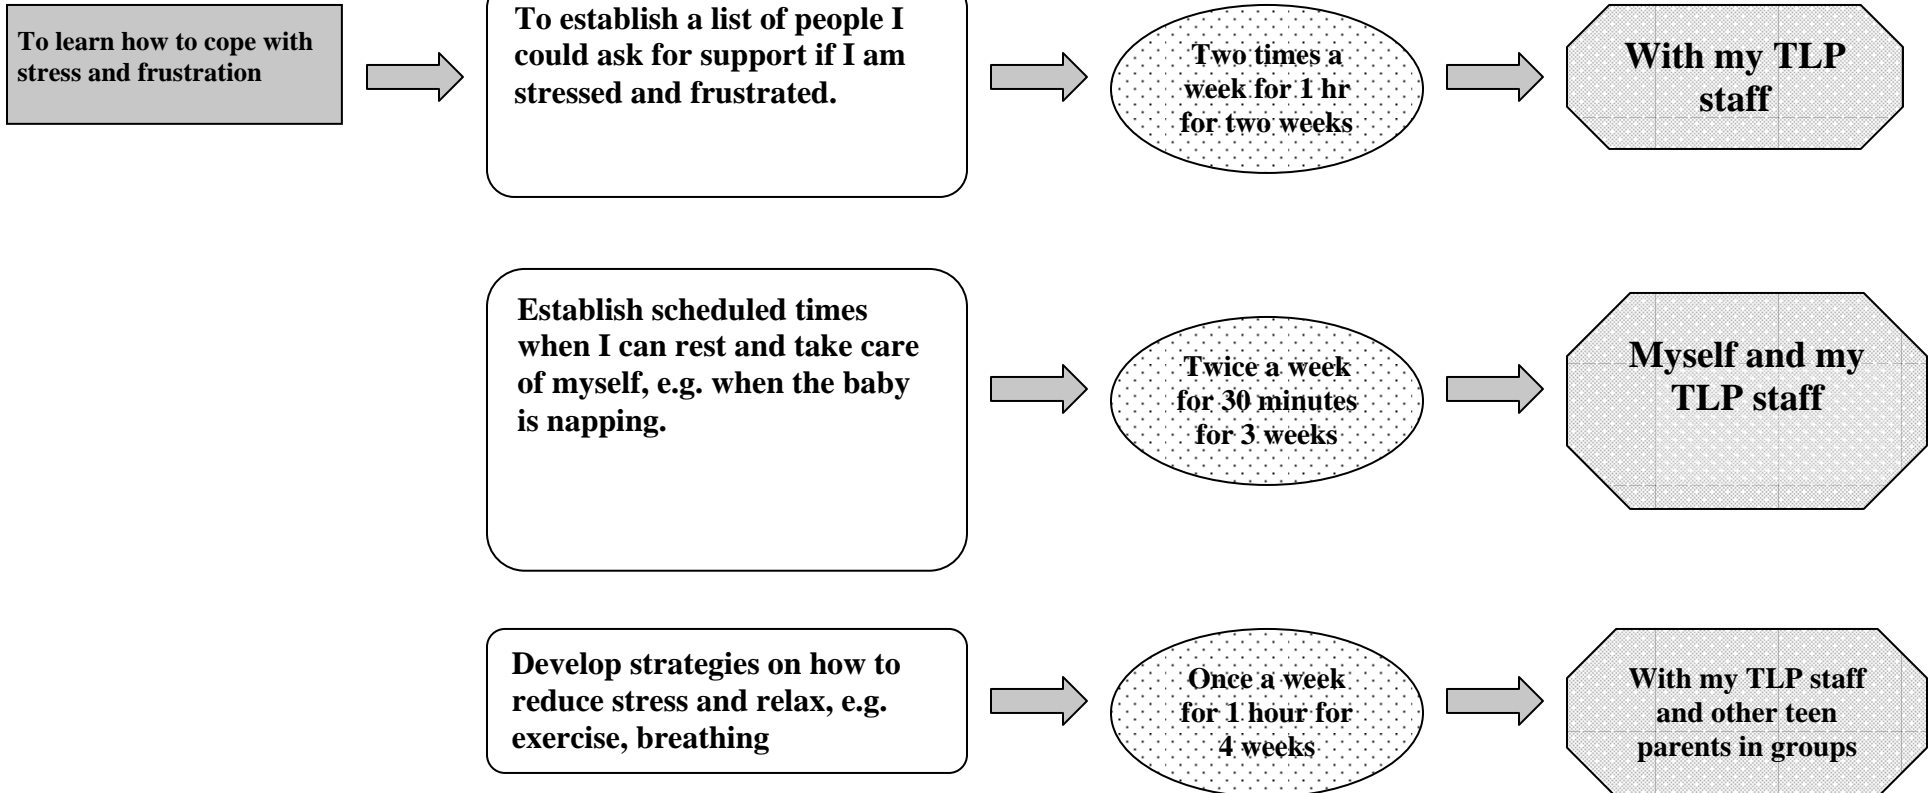 To learn how to cope with
stress and frustration
To establish a list of people I
could ask for support if I am
stressed and frustrated.
Two times a
week for 1 hr
for two weeks
With my TLP
staff
Establish scheduled times
when I can rest and take care
of myself, e.g. when the baby
is napping.
Twice a week
for 30 minutes
for 3 weeks
Myself and my
TLP staff
Develop strategies on how to
reduce stress and relax, e.g.
exercise, breathing
Once a week
for 1 hour for
4 weeks
With my TLP staff
and other teen
parents in groups